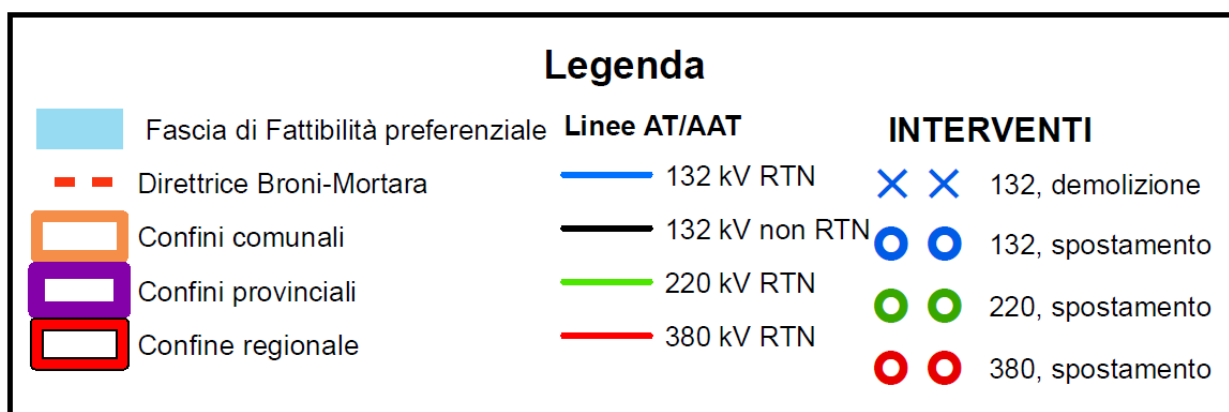 Legenda
Fascia di Fattibilità preferenziale
Direttrice Broni-Mortara
Confini comunali
Confini provinciali
Confine regionale
Linee AT/AAT
132 kV RTN
132 kV non RTN
220 kV RTN
380 kV RTN
INTERVENTI
132, demolizione
132, spostamento
220, spostamento
380, spostamento